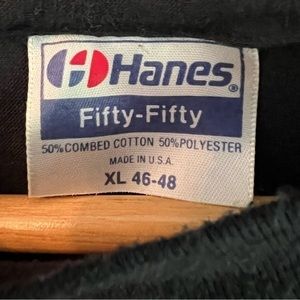 Hanes®
Fifty-Fifty
50% COMBED COTTON 50% POLYESTER
MADE IN U.S.A.
XL 46-48